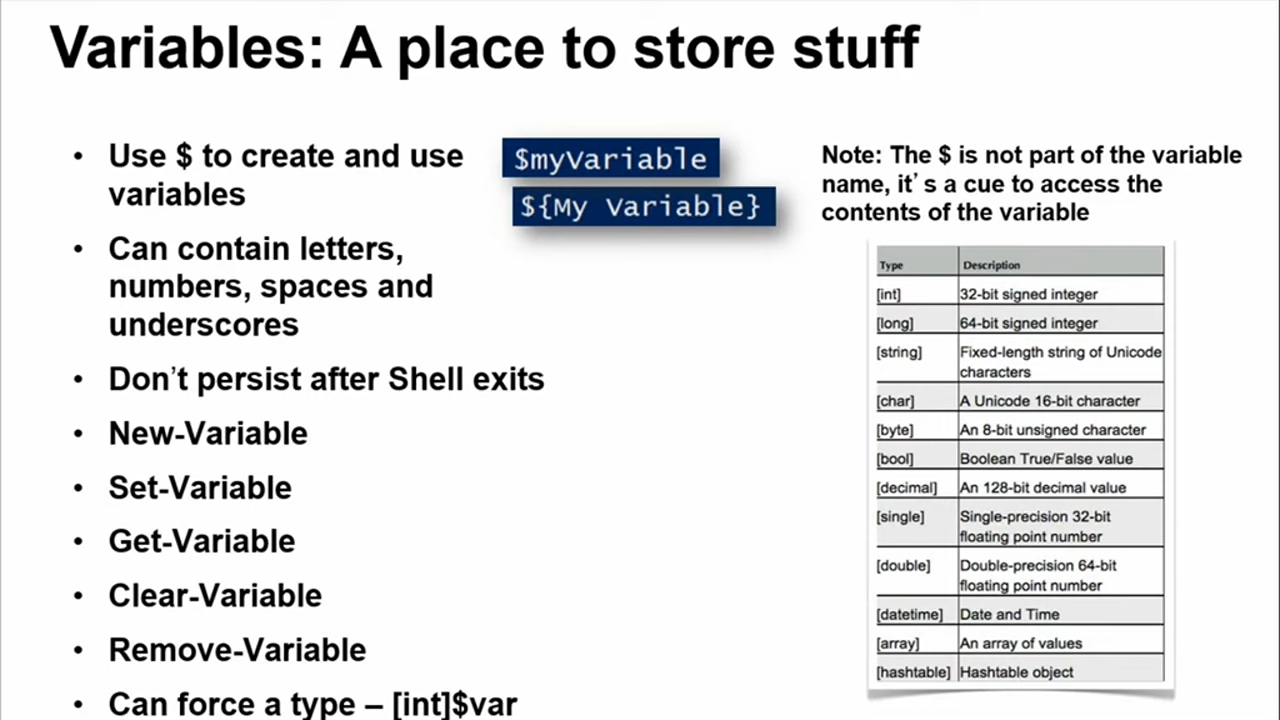 Variables: A place to store stuff
• Use $ to create and use
variables
• Can contain letters,
numbers, spaces and
underscores
• Don't persist after Shell exits
• New-Variable
• Set-Variable
• Get-Variable
• Clear-Variable
• Remove-Variable
• Can force a type – [int]$var
$myVariable
${My Variable}
Note: The $ is not part of the variable
name, it's a cue to access the
contents of the variable
Type Description
[int] 32-bit signed integer
[long] 64-bit signed integer
[string] Fixed-length string of Unicode
characters
[char] A Unicode 16-bit character
[byte] An 8-bit unsigned character
[bool] Boolean True/False value
[decimal] An 128-bit decimal value
[single] Single-precision 32-bit
floating point number
[double] Double-precision 64-bit
floating point number
[datetime] Date and Time
[array] An array of values
[hashtable] Hashtable object